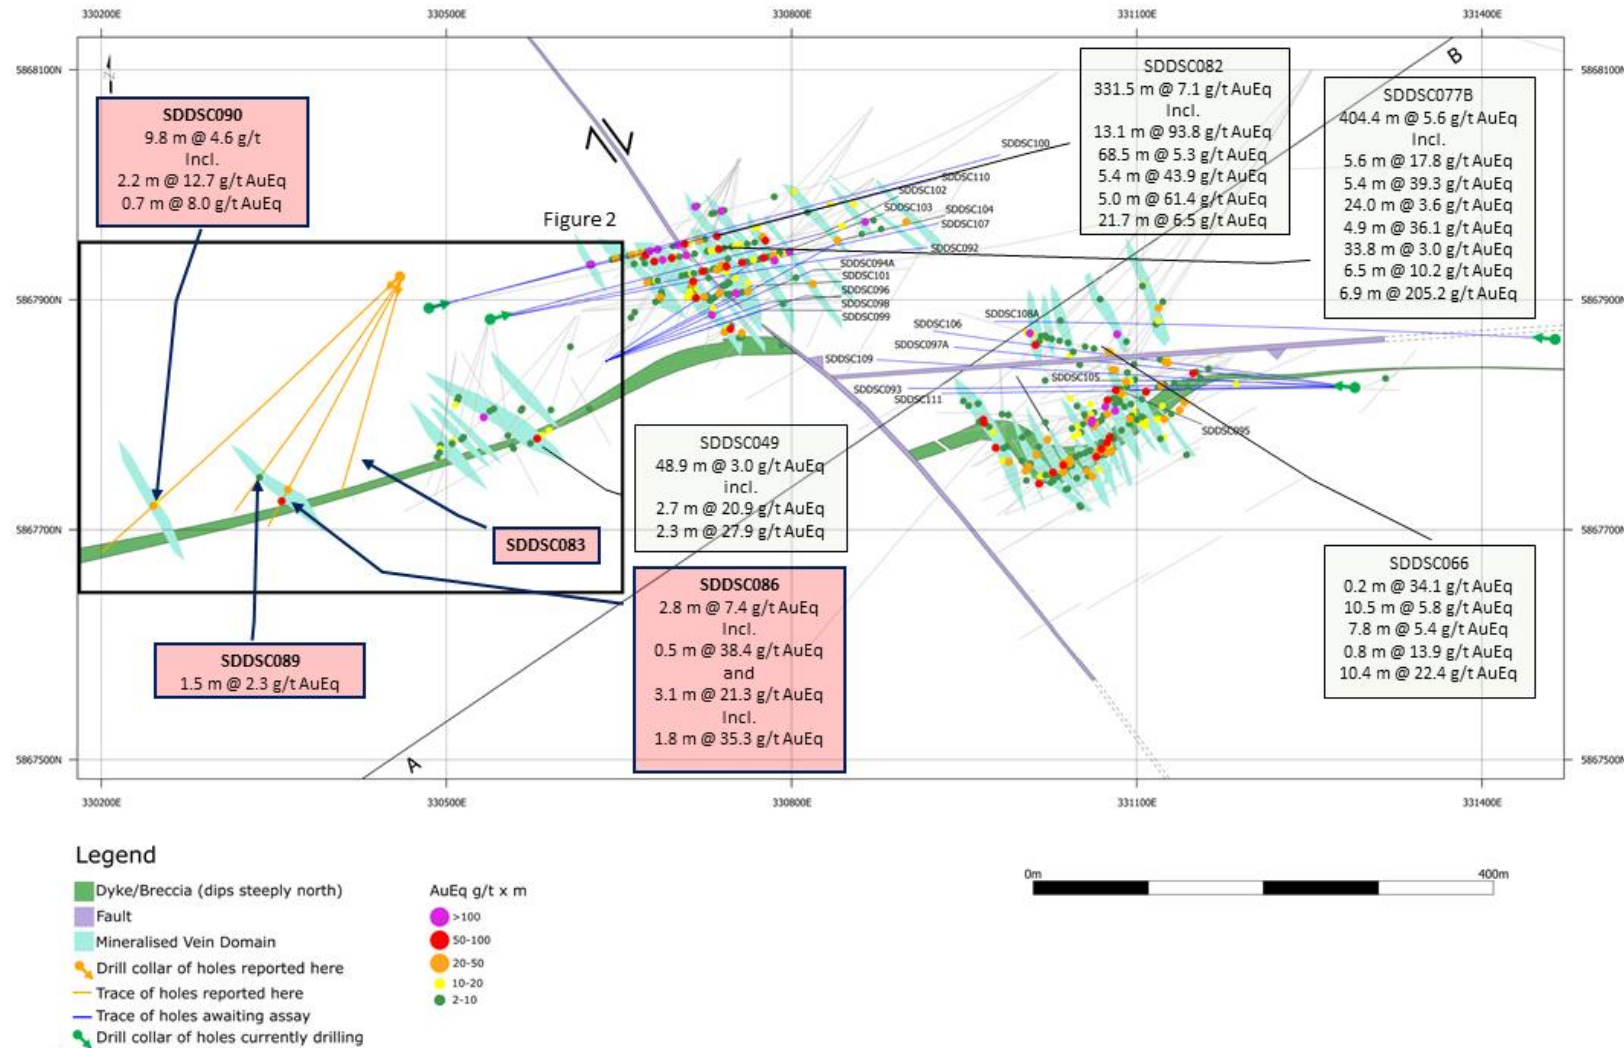 330200E
330500E
330800E
331100E
331400E
5868100N
5868100N
5867900N
5867900N
5867700N
5867700N
5867500N
5867500N
330200E
330500E
330800E
331100E
331400E
N
SDDSC090
9.8 m @ 4.6 g/t
Incl.
2.2 m @ 12.7 g/t AuEq
0.7 m @ 8.0 g/t AuEq
Figure 2
SDDSC082
331.5 m @ 7.1 g/t AuEq
Incl.
13.1 m @ 93.8 g/t AuEq
68.5 m @ 5.3 g/t AuEq
5.4 m @ 43.9 g/t AuEq
5.0 m @ 61.4 g/t AuEq
21.7 m @ 6.5 g/t AuEq
B
SDDSC077B
404.4 m @ 5.6 g/t AuEq
Incl.
5.6 m @ 17.8 g/t AuEq
5.4 m @ 39.3 g/t AuEq
24.0 m @ 3.6 g/t AuEq
4.9 m @ 36.1 g/t AuEq
33.8 m @ 3.0 g/t AuEq
6.5 m @ 10.2 g/t AuEq
6.9 m @ 205.2 g/t AuEq
SDDSC100
SDDSC110
SDDSC102
SDDSC103
SDDSC104
SDDSC107
SDDSC092
SDDSC094A
SDDSC101
SDDSC096
SDDSC098
SDDSC099
SDDSC108A
SDDSC106
SDDSC097A
SDDSC109
SDDSC105
SDDSC093
SDDSC111
SDDSC095
SDDSC049
48.9 m @ 3.0 g/t AuEq
incl.
2.7 m @ 20.9 g/t AuEq
2.3 m @ 27.9 g/t AuEq
SDDSC083
SDDSC086
2.8 m @ 7.4 g/t AuEq
Incl.
0.5 m @ 38.4 g/t AuEq
and
3.1 m @ 21.3 g/t AuEq
Incl.
1.8 m @ 35.3 g/t AuEq
SDDSC089
1.5 m @ 2.3 g/t AuEq
SDDSC066
0.2 m @ 34.1 g/t AuEq
10.5 m @ 5.8 g/t AuEq
7.8 m @ 5.4 g/t AuEq
0.8 m @ 13.9 g/t AuEq
10.4 m @ 22.4 g/t AuEq
A
Legend
Dyke/Breccia (dips steeply north)
Fault
Mineralised Vein Domain
Drill collar of holes reported here
Trace of holes reported here
Trace of holes awaiting assay
Drill collar of holes currently drilling
AuEq g/t x m
>100
50-100
20-50
10-20
2-10
0m
400m